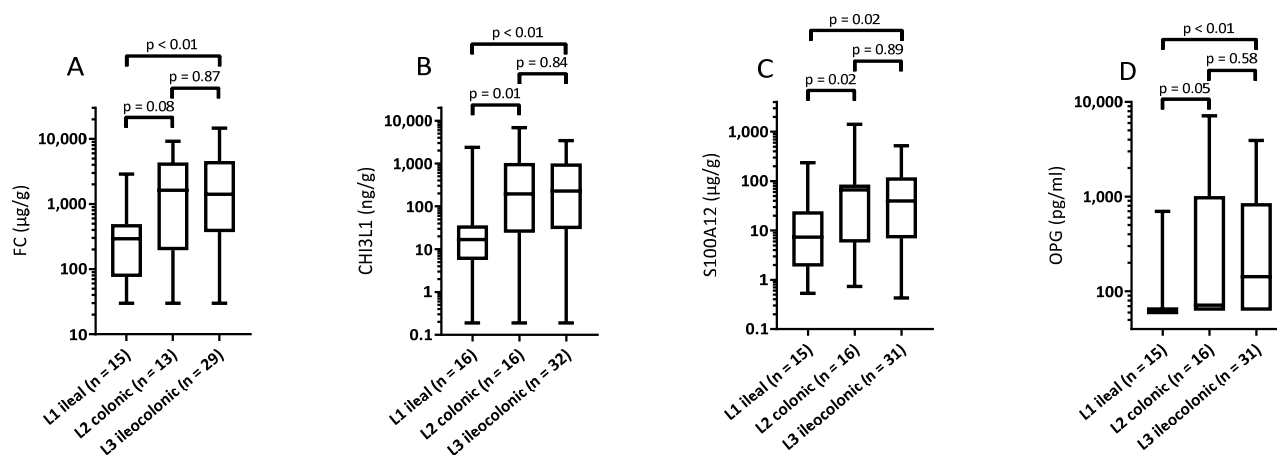 A
p < 0.01
p = 0.87
p = 0.08
FC (µg/g)
10,000
1,000
100
10
L1 ileal (n = 15)
L2 colonic (n = 13)
L3 ileocolonic (n = 29)
B
p < 0.01
p = 0.84
p = 0.01
CHI3L1 (ng/g)
10,000
1,000
100
10
1
0.1
L1 ileal (n = 16)
L2 colonic (n = 16)
L3 ileocolonic (n = 32)
C
p = 0.02
p = 0.89
p = 0.02
S100A12 (µg/g)
1,000
100
10
1
0.1
L1 ileal (n = 15)
L2 colonic (n = 16)
L3 ileocolonic (n = 31)
D
p < 0.01
p = 0.58
p = 0.05
OPG (pg/ml)
10,000
1,000
100
L1 ileal (n = 15)
L2 colonic (n = 16)
L3 ileocolonic (n = 31)